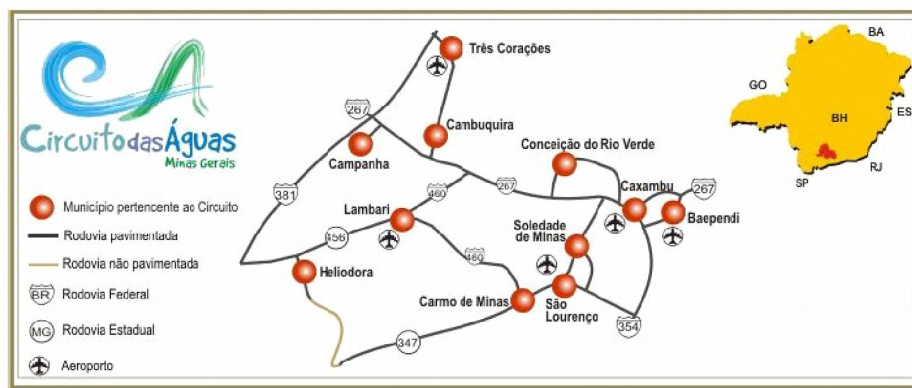 Circuito das Águas
Minas Gerais
Município pertencente ao Circuito
Rodovia pavimentada
Rodovia não pavimentada
BR
Rodovia Federal
MG
Rodovia Estadual
Aeroporto
Três Corações
267
Cambuquira
Campanha
381
Conceição do Rio Verde
460
267
Caxambu
267
Lambari
Baependi
456
Soledade
de Minas
460
Heliodora
Carmo de Minas
São
Lourenço
354
347
BA
GO
ES
BH
SP
RJ